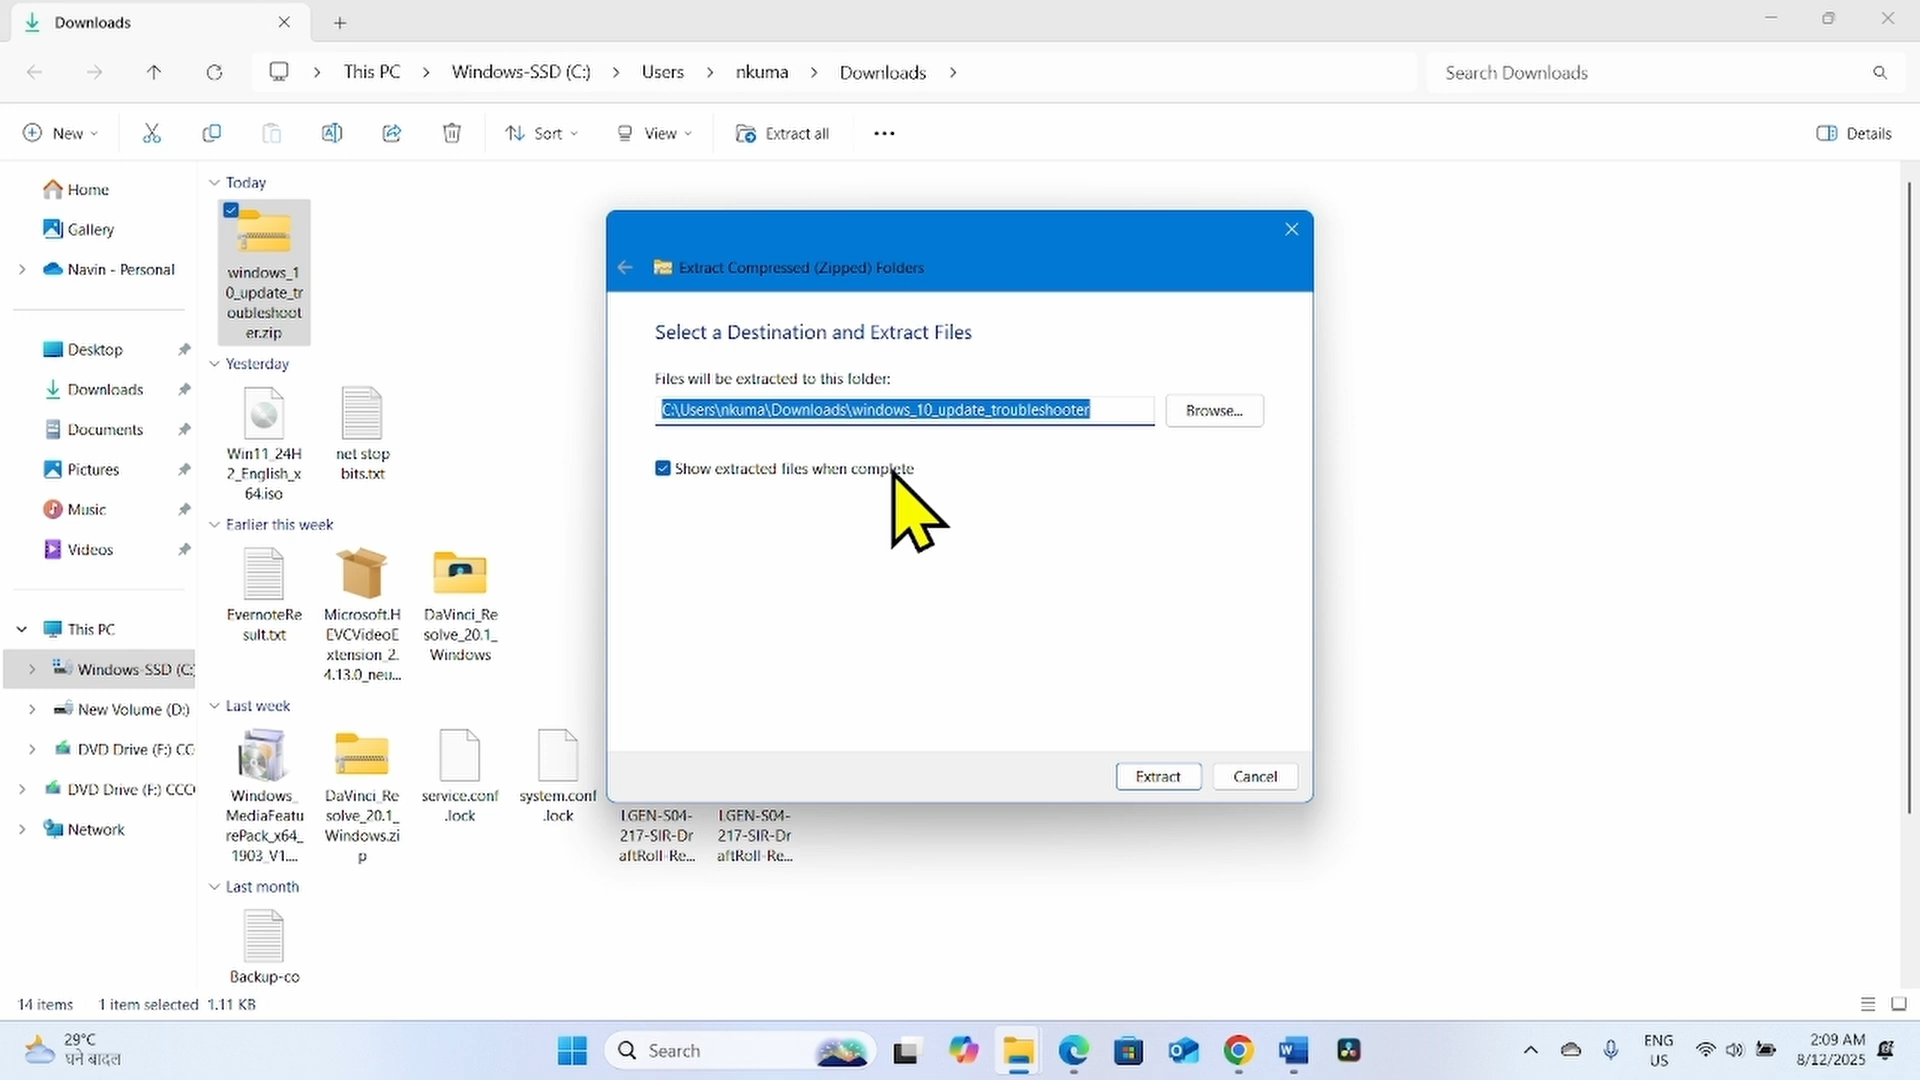 Downloads
This PC
Windows-SSD (C:)
Users
nkuma
Downloads
Search Downloads
New
Sort
View
Extract all
Details
Home
Gallery
Navin - Personal
Desktop
Downloads
Documents
Pictures
Music
Videos
This PC
Windows-SSD (C:
New Volume (D:)
DVD Drive (F:) CC
DVD Drive (F:) CCC
Network
Today
windows_1
0_update_tr
oubleshoot
er.zip
Yesterday
Win11_24H
2_English_x
64.iso
net stop
bits.txt
Earlier this week
EvernoteRe
sult.txt
Microsoft.H
EVCVideoE
xtension_2.
4.13.0_neu...
DaVinci_Re
solve_20.1_
Windows
Last week
Windows_
MediaFeatu
rePack_x64_
1903_V1....
DaVinci_Re
solve_20.1_
Windows.zi
p
service.conf
.lock
system.conf
.lock
LGEN-S04-
217-SIR-Dr
aftRoll-Re...
LGEN-S04-
217-SIR-Dr
aftRoll-Re...
Last month
Backup-co
Extract Compressed (Zipped) Folders
Select a Destination and Extract Files
Files will be extracted to this folder:
C:\Users\nkuma\Downloads\windows_10_update_troubleshooter
Browse...
Show extracted files when complete
Extract
Cancel
14 items
1 item selected 1.11 KB
29°C
घने बादल
Search
ENG
US
2:09 AM
8/12/2025